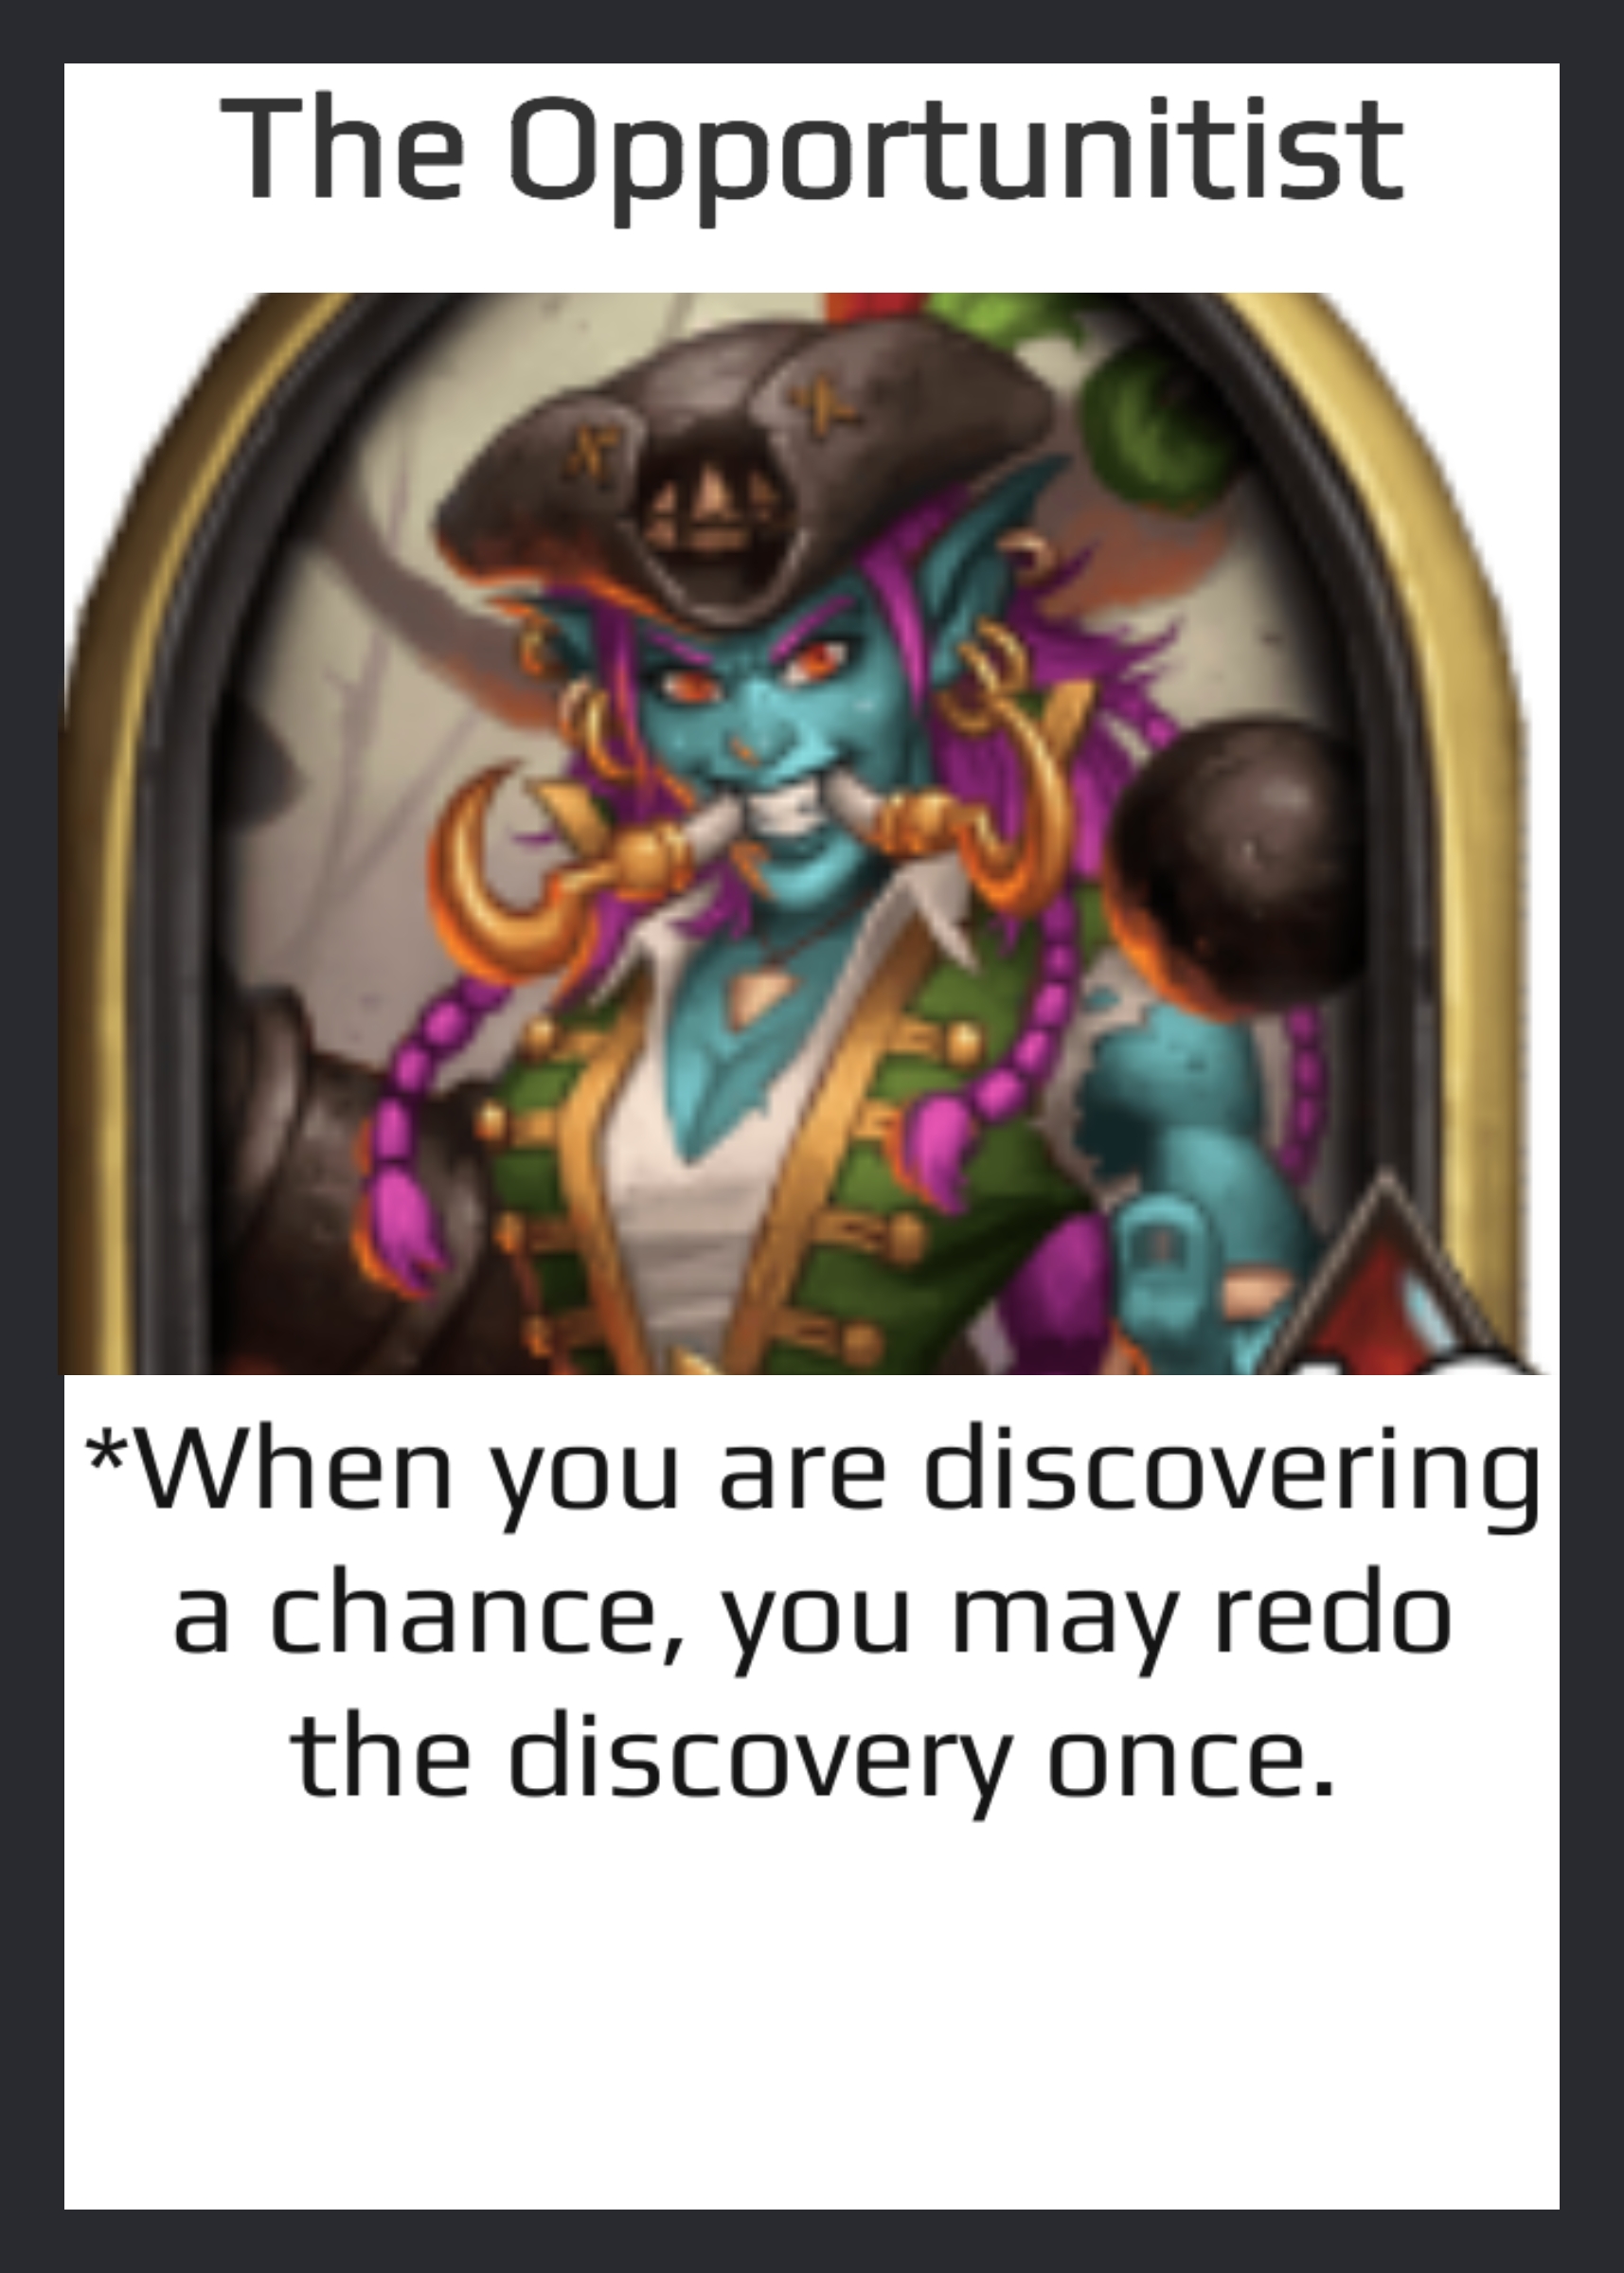 The Opportunitist
*When you are discovering
a chance, you may redo
the discovery once.